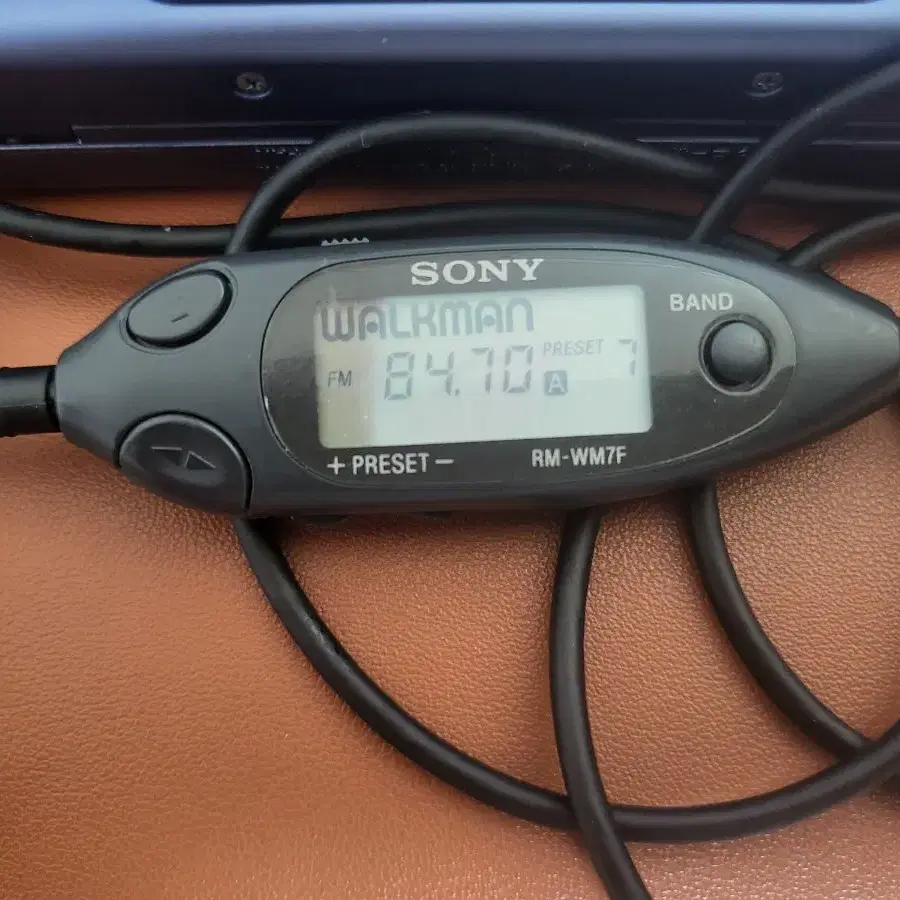 SONY
WALKMAN
BAND
FM 84.70 PRESET A 7
+ PRESET −
RM-WM7F